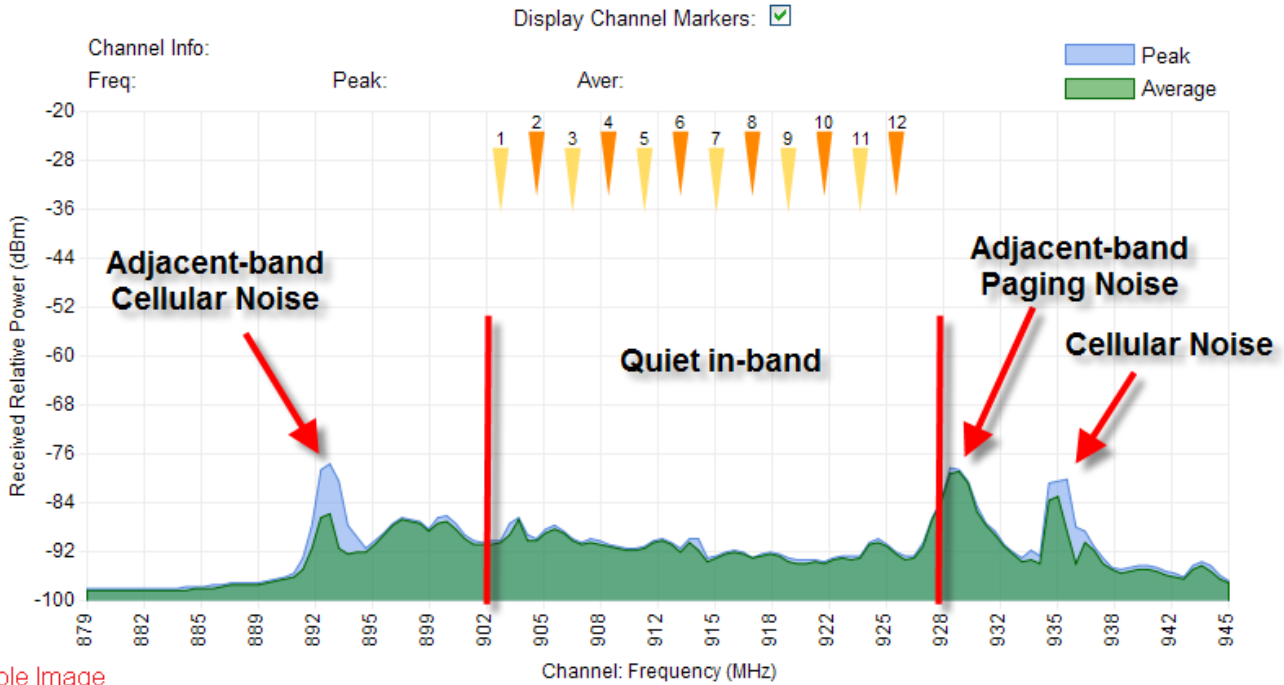 Display Channel Markers:
Channel Info:
Freq: Peak: Aver:
Peak
Average
Received Relative Power (dBm)
-20
-28
-36
-44
-52
-60
-68
-76
-84
-92
-100
1 2 3 4 5 6 7 8 9 10 11 12
Adjacent-band
Cellular Noise
Quiet in-band
Adjacent-band
Paging Noise
Cellular Noise
879 882 885 889 892 895 899 902 905 908 912 915 918 922 925 928 932 935 938 942 945
Channel: Frequency (MHz)
Image